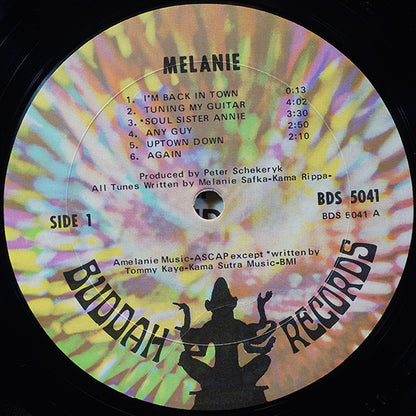 MELANIE
1. I'M BACK IN TOWN 0:13
2. TUNING MY GUITAR 4:02
3. *SOUL SISTER ANNIE 3:30
4. ANY GUY 2:50
5. UPTOWN DOWN 2:10
6. AGAIN
Produced by Peter Schekeryk
All Tunes Written by Melanie Safka-Kama Rippa-
SIDE 1
BDS 5041
BDS 5041 A
Amelanie Music-ASCAP except *written by
Tommy Kaye-Kama Sutra Music-BMI
BUDDAH RECORDS